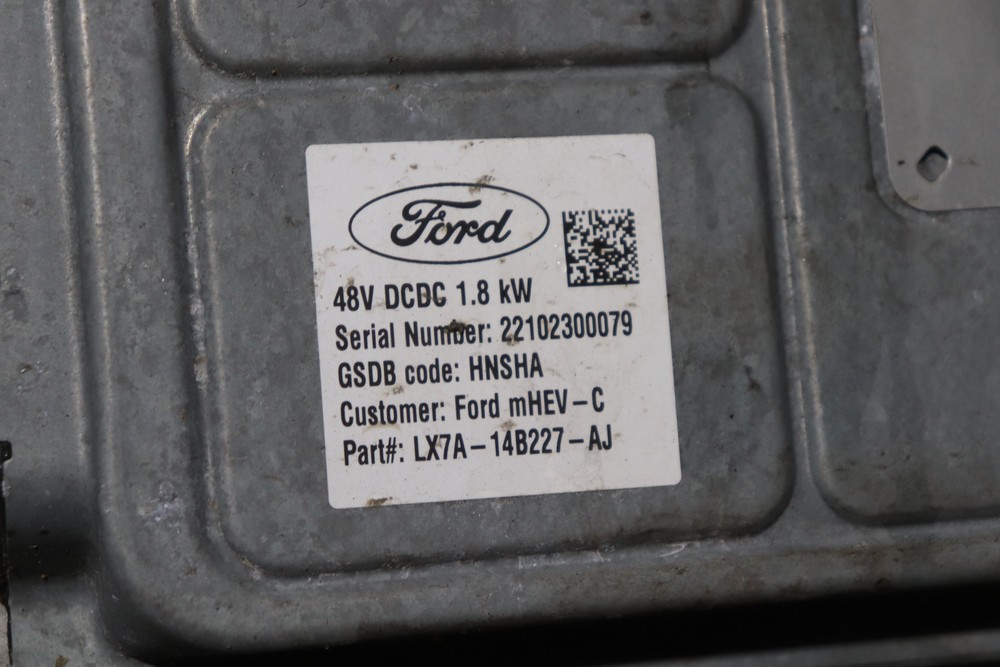 Ford
48V DCDC 1.8 kW
Serial Number: 22102300079
GSDB code: HNSHA
Customer: Ford mHEV-C
Part#: LX7A-14B227-AJ